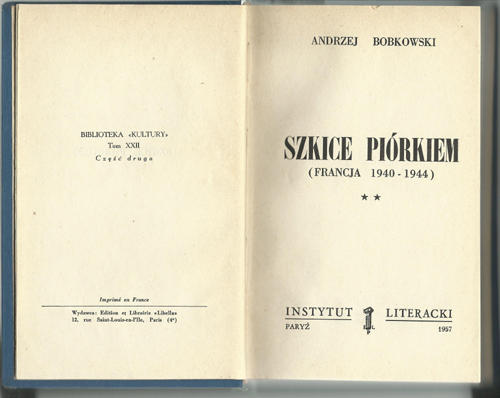 BIBLIOTEKA «KULTURY»
Tom XXII
Część druga
Imprimé en France
Wydawca: Edition et Librairie «Libella»
12, rue Saint-Louis-en-l'Ile, Paris (4e)
ANDRZEJ BOBKOWSKI
SZKICE PIÓRKIEM
(FRANCJA 1940-1944)
★ ★
INSTYTUT LITERACKI
PARYŻ 1957